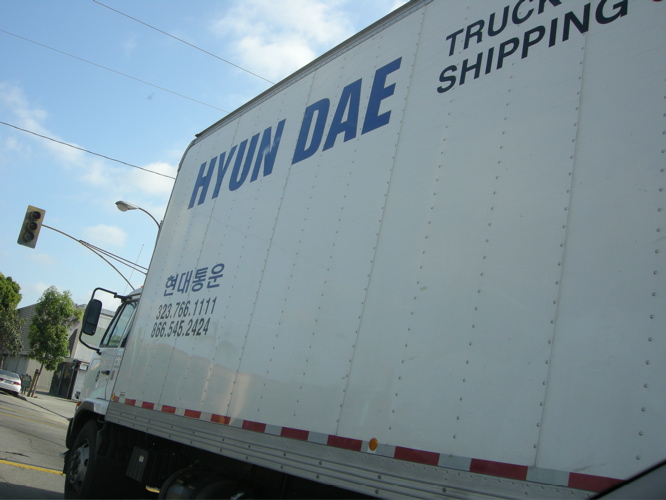 HYUN DAE
TRUCK
SHIPPING
현대통운
323.766.1111
866.545.2424